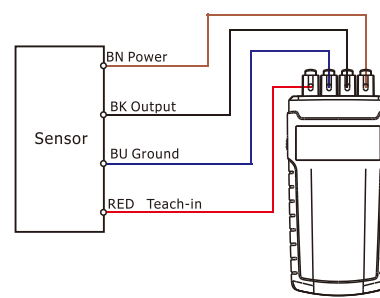 BN Power
BK Output
Sensor
BU Ground
RED Teach-in